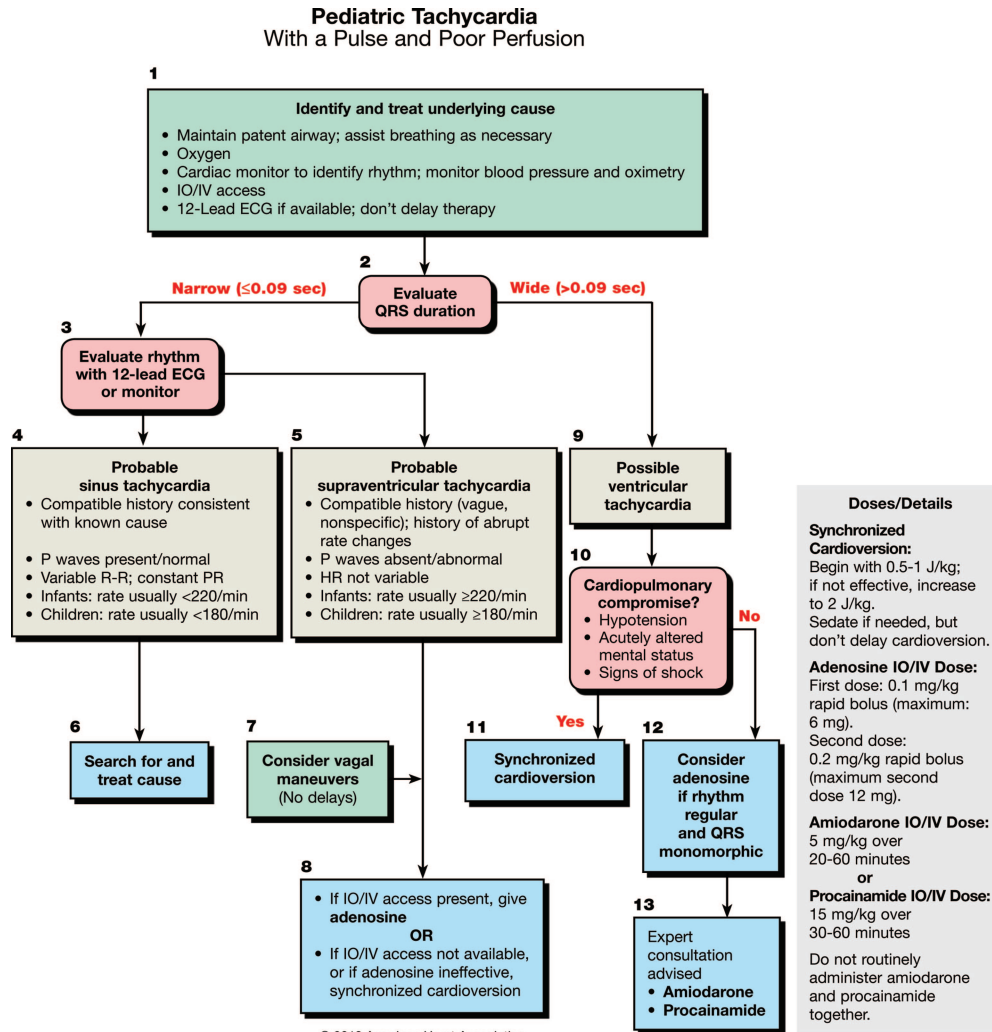 Pediatric Tachycardia
With a Pulse and Poor Perfusion
1
Identify and treat underlying cause
• Maintain patent airway; assist breathing as necessary
• Oxygen
• Cardiac monitor to identify rhythm; monitor blood pressure and oximetry
• IO/IV access
• 12-Lead ECG if available; don't delay therapy
2
Narrow (≤0.09 sec)
Evaluate
QRS duration
Wide (>0.09 sec)
3
Evaluate rhythm
with 12-lead ECG
or monitor
4
Probable
sinus tachycardia
• Compatible history consistent
with known cause
• P waves present/normal
• Variable R-R; constant PR
• Infants: rate usually <220/min
• Children: rate usually <180/min
5
Probable
supraventricular tachycardia
• Compatible history (vague,
nonspecific); history of abrupt
rate changes
• P waves absent/abnormal
• HR not variable
• Infants: rate usually ≥220/min
• Children: rate usually ≥180/min
9
Possible
ventricular
tachycardia
10
Cardiopulmonary
compromise?
• Hypotension
• Acutely altered
mental status
• Signs of shock
No
Yes
6
Search for and
treat cause
7
Consider vagal
maneuvers
(No delays)
11
Synchronized
cardioversion
12
Consider
adenosine
if rhythm
regular
and QRS
monomorphic
8
• If IO/IV access present, give
adenosine
OR
• If IO/IV access not available,
or if adenosine ineffective,
synchronized cardioversion
13
Expert
consultation
advised
• Amiodarone
• Procainamide
Doses/Details
Synchronized
Cardioversion:
Begin with 0.5-1 J/kg;
if not effective, increase
to 2 J/kg.
Sedate if needed, but
don't delay cardioversion.
Adenosine IO/IV Dose:
First dose: 0.1 mg/kg
rapid bolus (maximum:
6 mg).
Second dose:
0.2 mg/kg rapid bolus
(maximum second
dose 12 mg).
Amiodarone IO/IV Dose:
5 mg/kg over
20-60 minutes
or
Procainamide IO/IV Dose:
15 mg/kg over
30-60 minutes
Do not routinely
administer amiodarone
and procainamide
together.